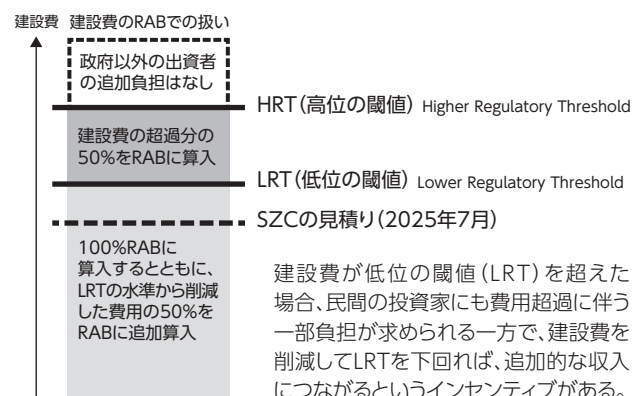 建設費 建設費のRABでの扱い
政府以外の出資者
の追加負担はなし
HRT(高位の閾値) Higher Regulatory Threshold
建設費の超過分の
50%をRABに算入
LRT(低位の閾値) Lower Regulatory Threshold
SZCの見積り(2025年7月)
100%RABに
算入するとともに、
LRTの水準から削減
した費用の50%を
RABに追加算入
建設費が低位の閾値(LRT)を超えた
場合、民間の投資家にも費用超過に伴う
一部負担が求められる一方で、建設費を
削減してLRTを下回れば、追加的な収入
につながるというインセンティブがある。